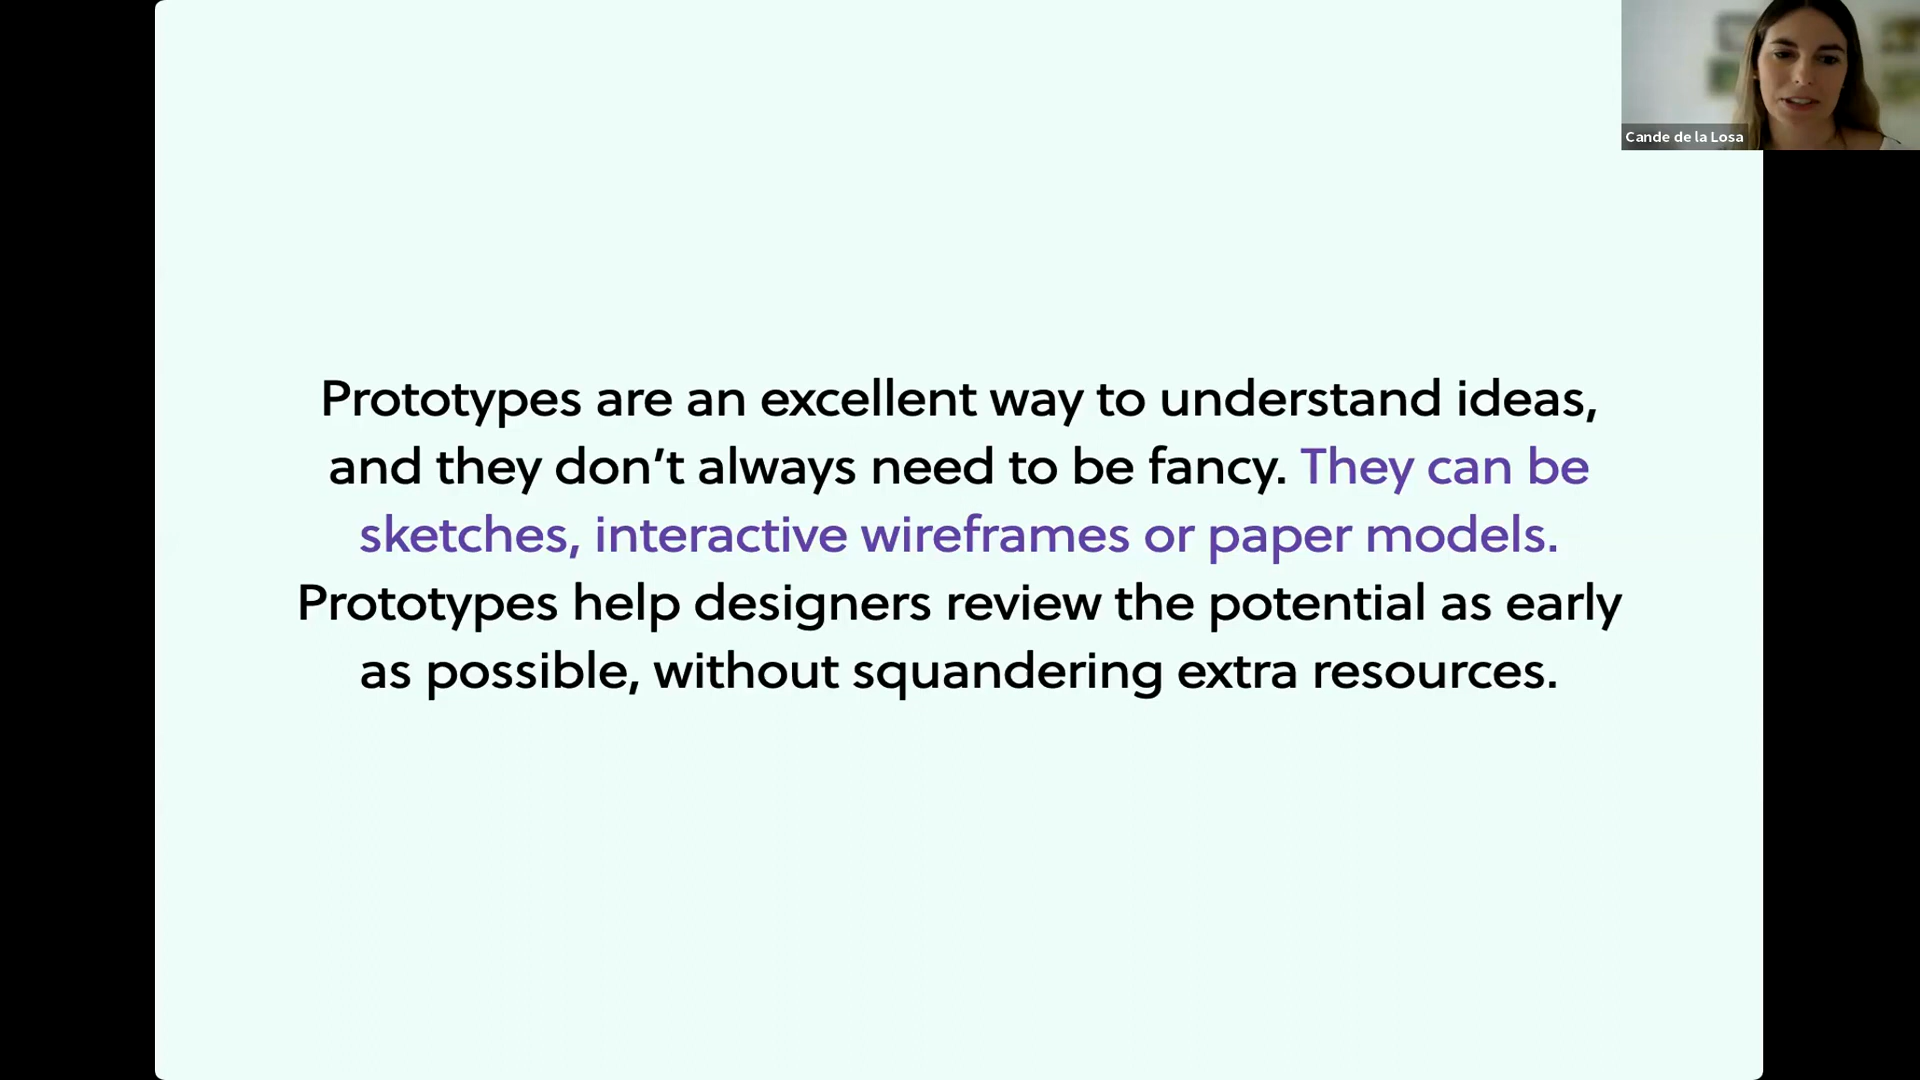 Cande de la Losa
Prototypes are an excellent way to understand ideas,
and they don’t always need to be fancy. They can be
sketches, interactive wireframes or paper models.
Prototypes help designers review the potential as early
as possible, without squandering extra resources.